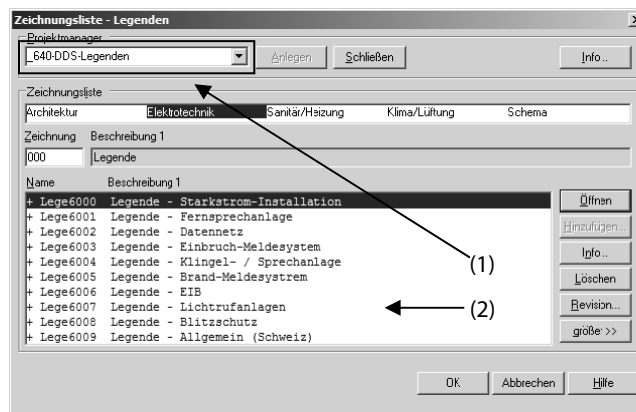 Zeichnungsliste - Legenden
Projektmanager
_640-DDS-Legenden
Anlegen
Schließen
Info..
Zeichnungsliste
Architektur Elektrotechnik Sanitär/Heizung Klima/Lüftung Schema
Zeichnung Beschreibung 1
000 Legende
Name Beschreibung 1
+ Lege6000 Legende - Starkstrom-Installation
+ Lege6001 Legende - Fernsprechanlage
+ Lege6002 Legende - Datennetz
+ Lege6003 Legende - Einbruch-Meldesystem
+ Lege6004 Legende - Klingel- / Sprechanlage
+ Lege6005 Legende - Brand-Meldesystrem
+ Lege6006 Legende - EIB
+ Lege6007 Legende - Lichtrufanlagen
+ Lege6008 Legende - Blitzschutz
+ Lege6009 Legende - Allgemein (Schweiz)
(1)
(2)
Öffnen
Hinzufügen...
Info..
Löschen
Revision...
größer >>
OK
Abbrechen
Hilfe